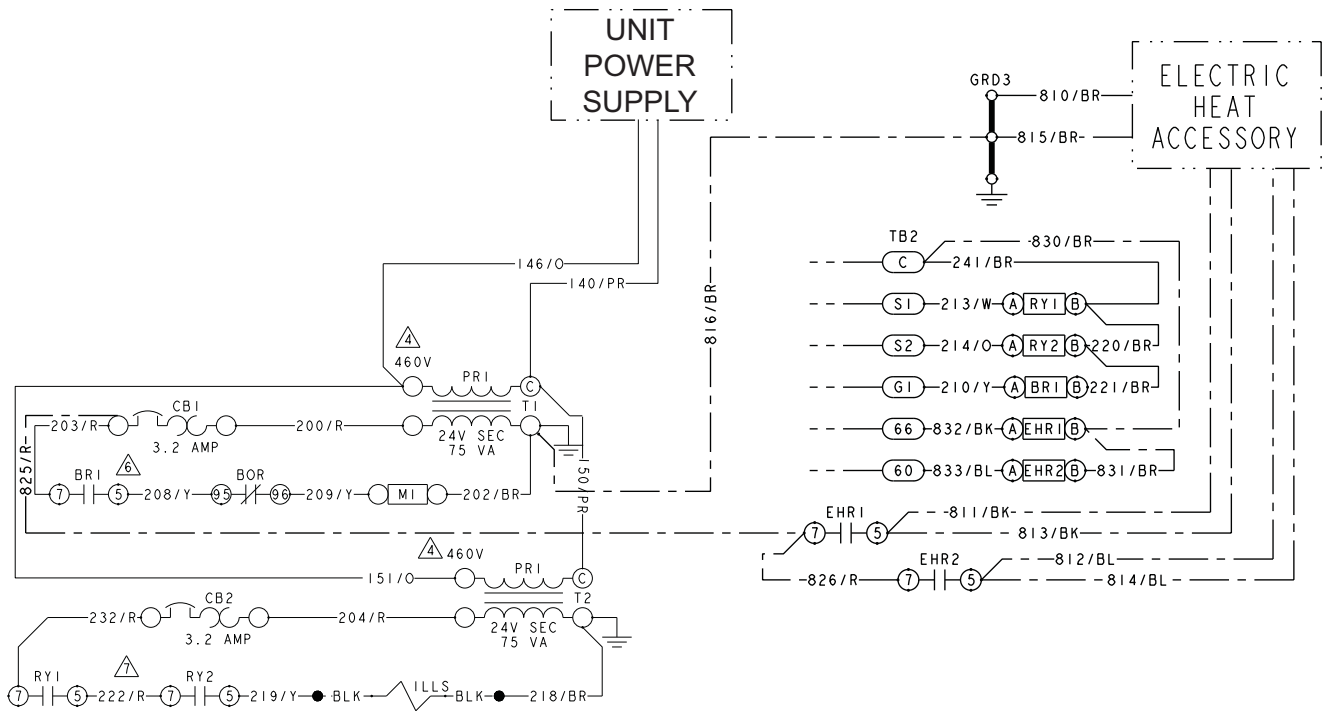 UNIT
POWER
SUPPLY
ELECTRIC
HEAT
ACCESSORY
GRD3
810/BR
815/BR
146/O
140/PR
816/BR
TB2
830/BR
C
241/BR
S1 213/W A RY1 B
S2 214/O A RY2 B 220/BR
G1 210/Y A BR1 B 221/BR
66 832/BK A EHR1 B
60 833/BL A EHR2 B 831/BR
4
460V
PR1
C
T1
203/R
CB1
3.2 AMP
200/R
24V SEC
75 VA
825/R
150/PR
BR1
6
BOR
7 5 208/Y 95 96 209/Y M1 202/BR
EHR1
811/BK
7 5
813/BK
EHR2
812/BL
826/R 7 5
814/BL
4
460V
151/O
PR1
C
T2
232/R
CB2
3.2 AMP
204/R
24V SEC
75 VA
RY1
7
RY2
ILLS
7 5 222/R 7 5 219/Y BLK BLK 218/BR